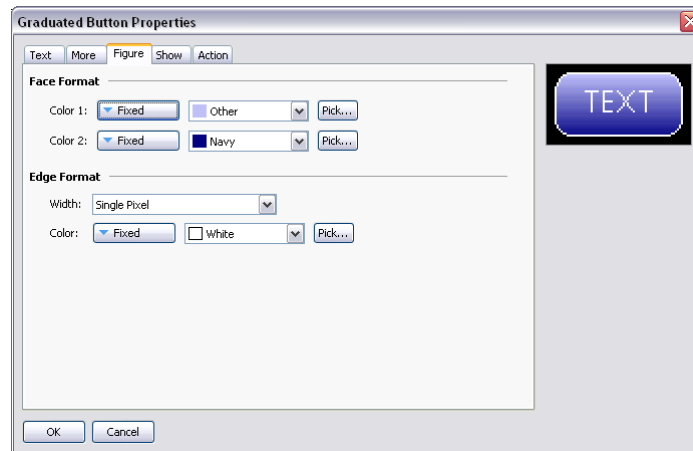 Graduated Button Properties
Text More Figure Show Action
Face Format
Color 1: Fixed Other Pick...
Color 2: Fixed Navy Pick...
Edge Format
Width: Single Pixel
Color: Fixed White Pick...
TEXT
OK Cancel